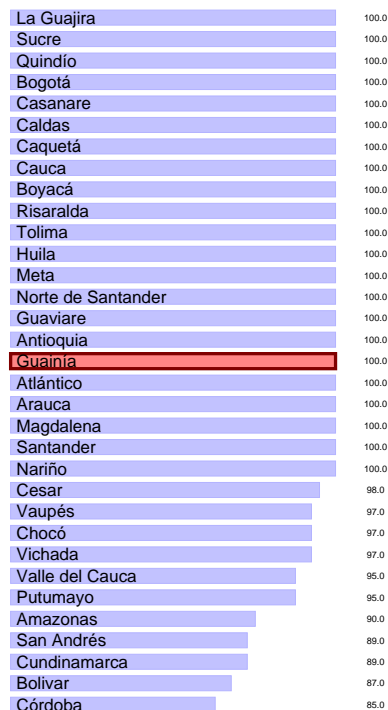 La Guajira 100.0
Sucre 100.0
Quindío 100.0
Bogotá 100.0
Casanare 100.0
Caldas 100.0
Caquetá 100.0
Cauca 100.0
Boyacá 100.0
Risaralda 100.0
Tolima 100.0
Huila 100.0
Meta 100.0
Norte de Santander 100.0
Guaviare 100.0
Antioquia 100.0
Guainía 100.0
Atlántico 100.0
Arauca 100.0
Magdalena 100.0
Santander 100.0
Nariño 100.0
Cesar 98.0
Vaupés 97.0
Chocó 97.0
Vichada 97.0
Valle del Cauca 95.0
Putumayo 95.0
Amazonas 90.0
San Andrés 89.0
Cundinamarca 89.0
Bolivar 87.0
Córdoba 85.0